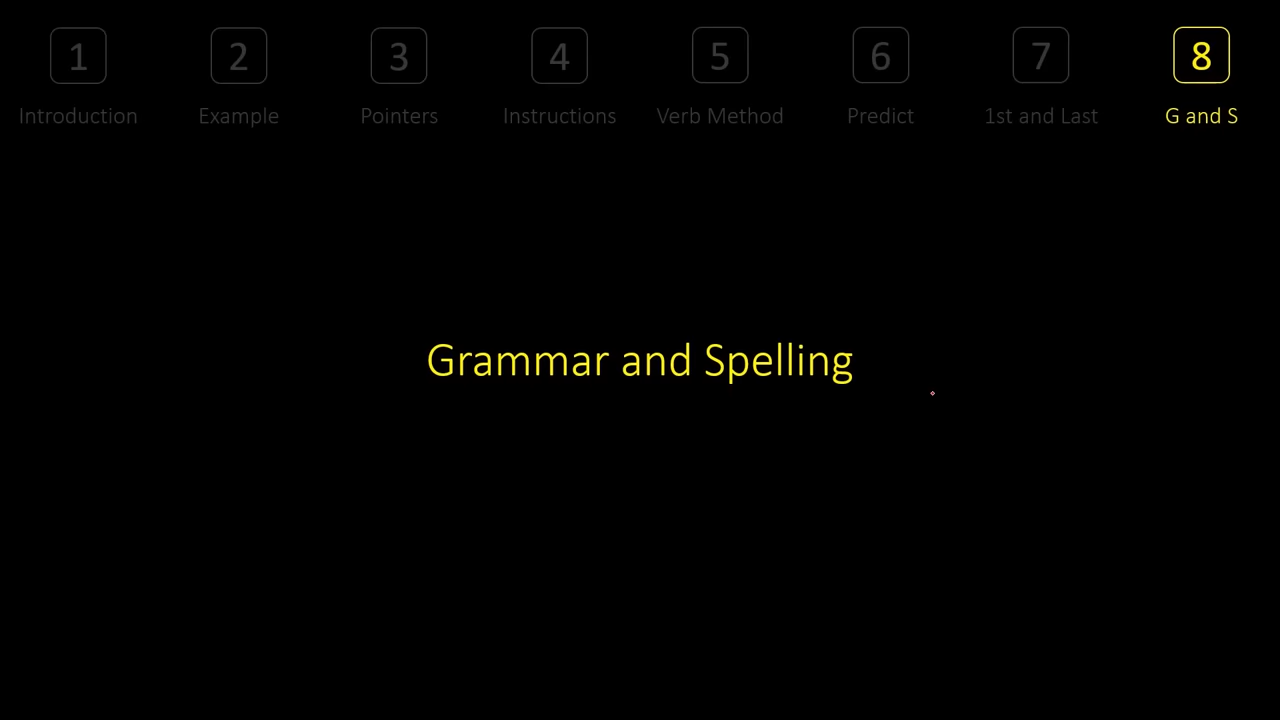 1 2 3 4 5 6 7 8
Introduction Example Pointers Instructions Verb Method Predict 1st and Last G and S
Grammar and Spelling